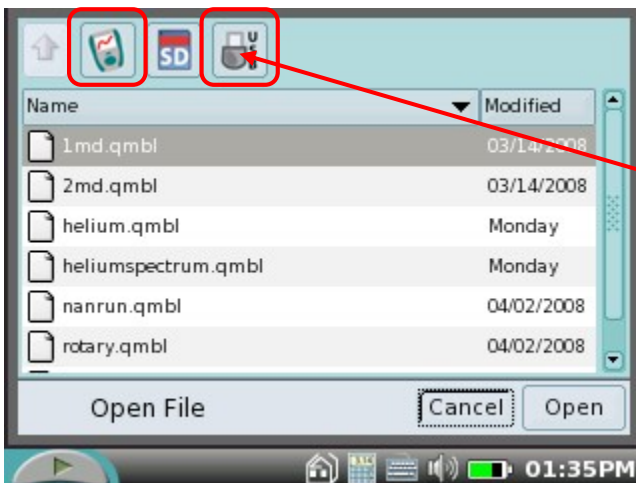 SD USB
Name Modified
1md.qmbl 03/14/2008
2md.qmbl 03/14/2008
helium.qmbl Monday
heliumspectrum.qmbl Monday
nanrun.qmbl 04/02/2008
rotary.qmbl 04/02/2008
Open File Cancel Open
01:35PM